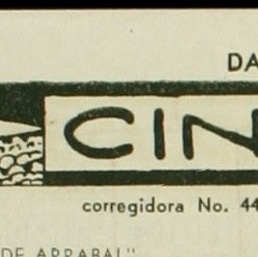 DA
CIN
corregidora No. 44
DE ARRABAL"